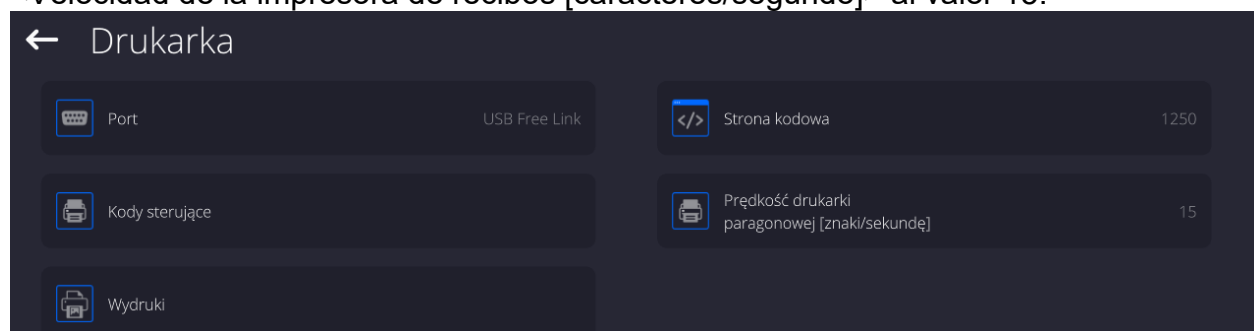 Velocidad de la impresora de recibos [caracteres/segundo]
al valor 15.
Drukarka
Port
USB Free Link
Strona kodowa
1250
Kody sterujące
Prędkość drukarki
paragonowej [znaki/sekundę]
15
Wydruki